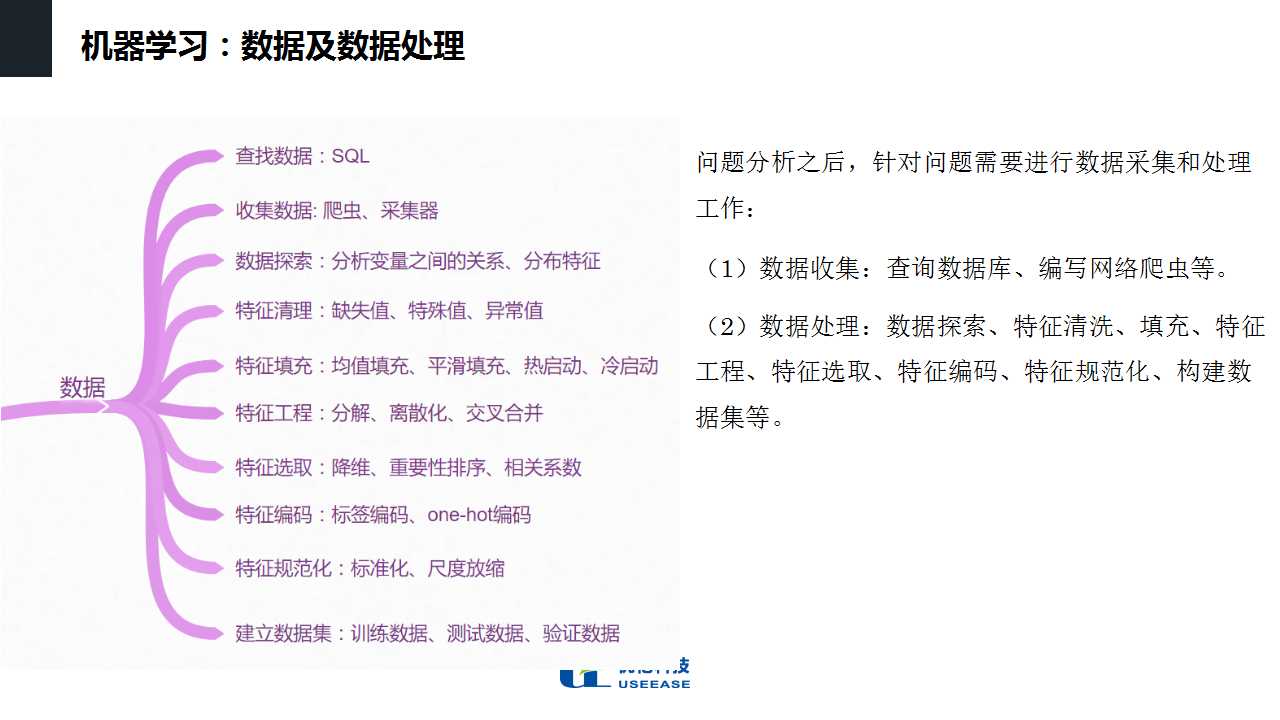 机器学习：数据及数据处理
数据
查找数据：SQL
收集数据: 爬虫、采集器
数据探索：分析变量之间的关系、分布特征
特征清理：缺失值、特殊值、异常值
特征填充：均值填充、平滑填充、热启动、冷启动
特征工程：分解、离散化、交叉合并
特征选取：降维、重要性排序、相关系数
特征编码：标签编码、one-hot编码
特征规范化：标准化、尺度放缩
建立数据集：训练数据、测试数据、验证数据
问题分析之后，针对问题需要进行数据采集和处理
工作：
（1）数据收集：查询数据库、编写网络爬虫等。
（2）数据处理：数据探索、特征清洗、填充、特征
工程、特征选取、特征编码、特征规范化、构建数
据集等。
USEEASE